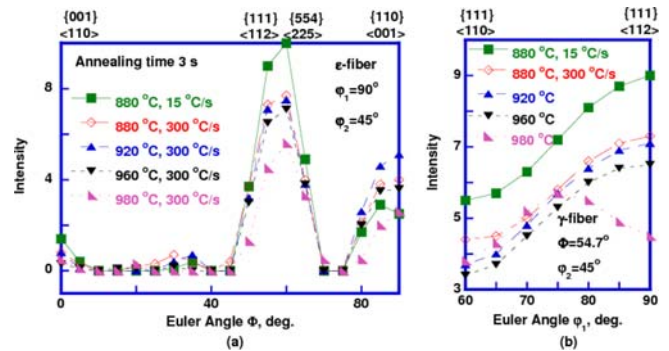 {001}
<110>
{111}
<112>
{554}
<225>
{110}
<001>
Annealing time 3 s
880 °C, 15 °C/s
880 °C, 300 °C/s
920 °C, 300 °C/s
960 °C, 300 °C/s
980 °C, 300 °C/s
ε-fiber
φ1=90°
φ2=45°
Intensity
8
4
0
0
40
80
Euler Angle Φ, deg.
(a)
{111}
<110>
{111}
<112>
880 °C, 15 °C/s
880 °C, 300 °C/s
920 °C
960 °C
980 °C
γ-fiber
Φ=54.7°
φ2=45°
Intensity
9
7
5
3
60
70
80
90
Euler Angle φ1, deg.
(b)